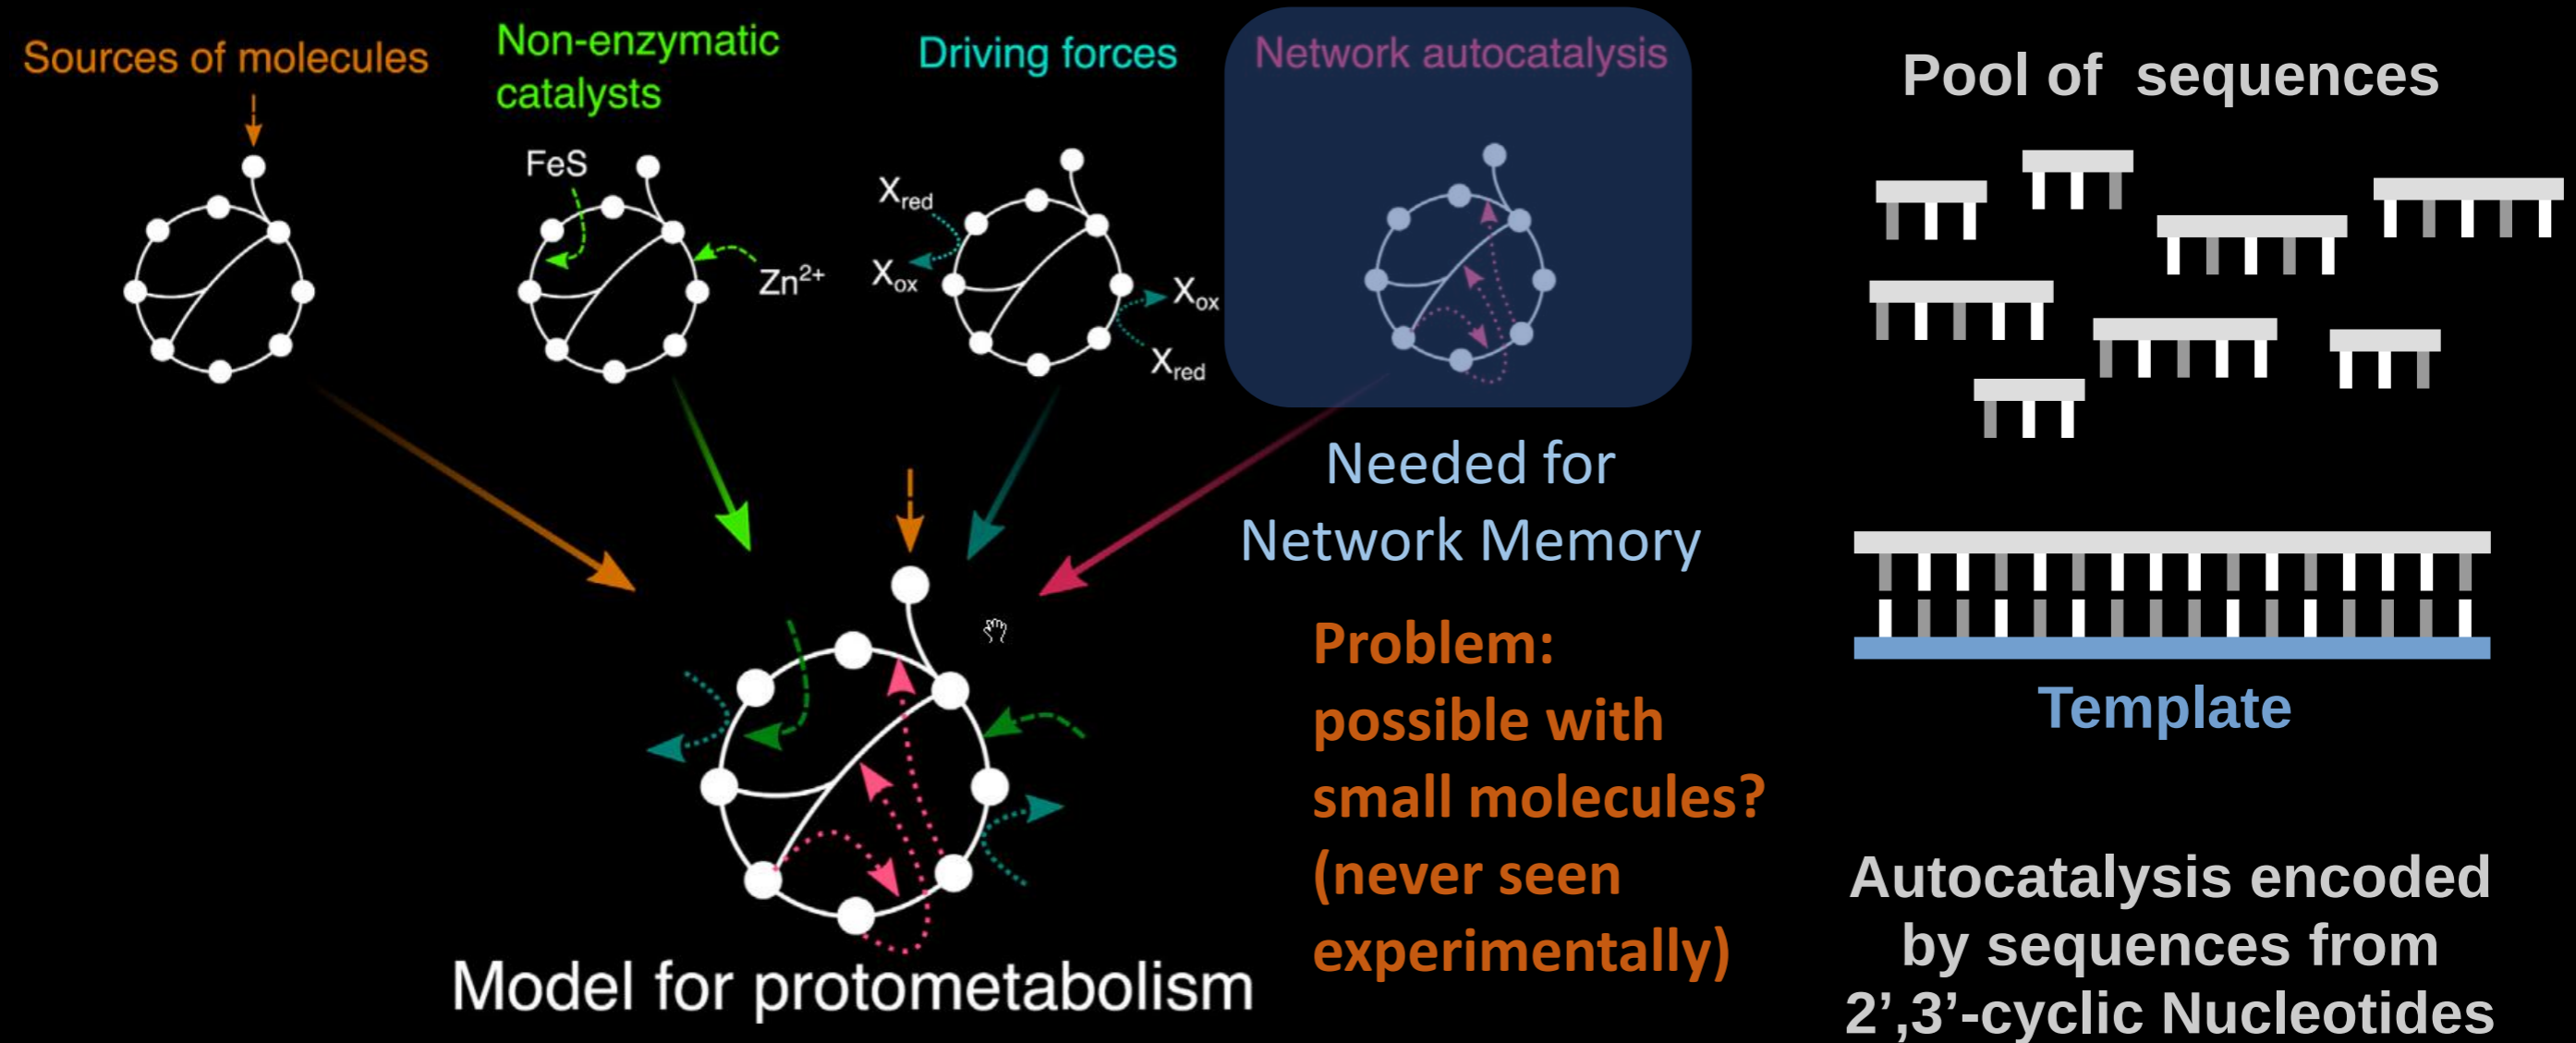 Sources of molecules
Non-enzymatic
catalysts
FeS
Zn²⁺
Driving forces
Xred
Xox
Xox
Xred
Network autocatalysis
Needed for
Network Memory
Problem:
possible with
small molecules?
(never seen
experimentally)
Model for protometabolism
Pool of sequences
Template
Autocatalysis encoded
by sequences from
2’,3’-cyclic Nucleotides